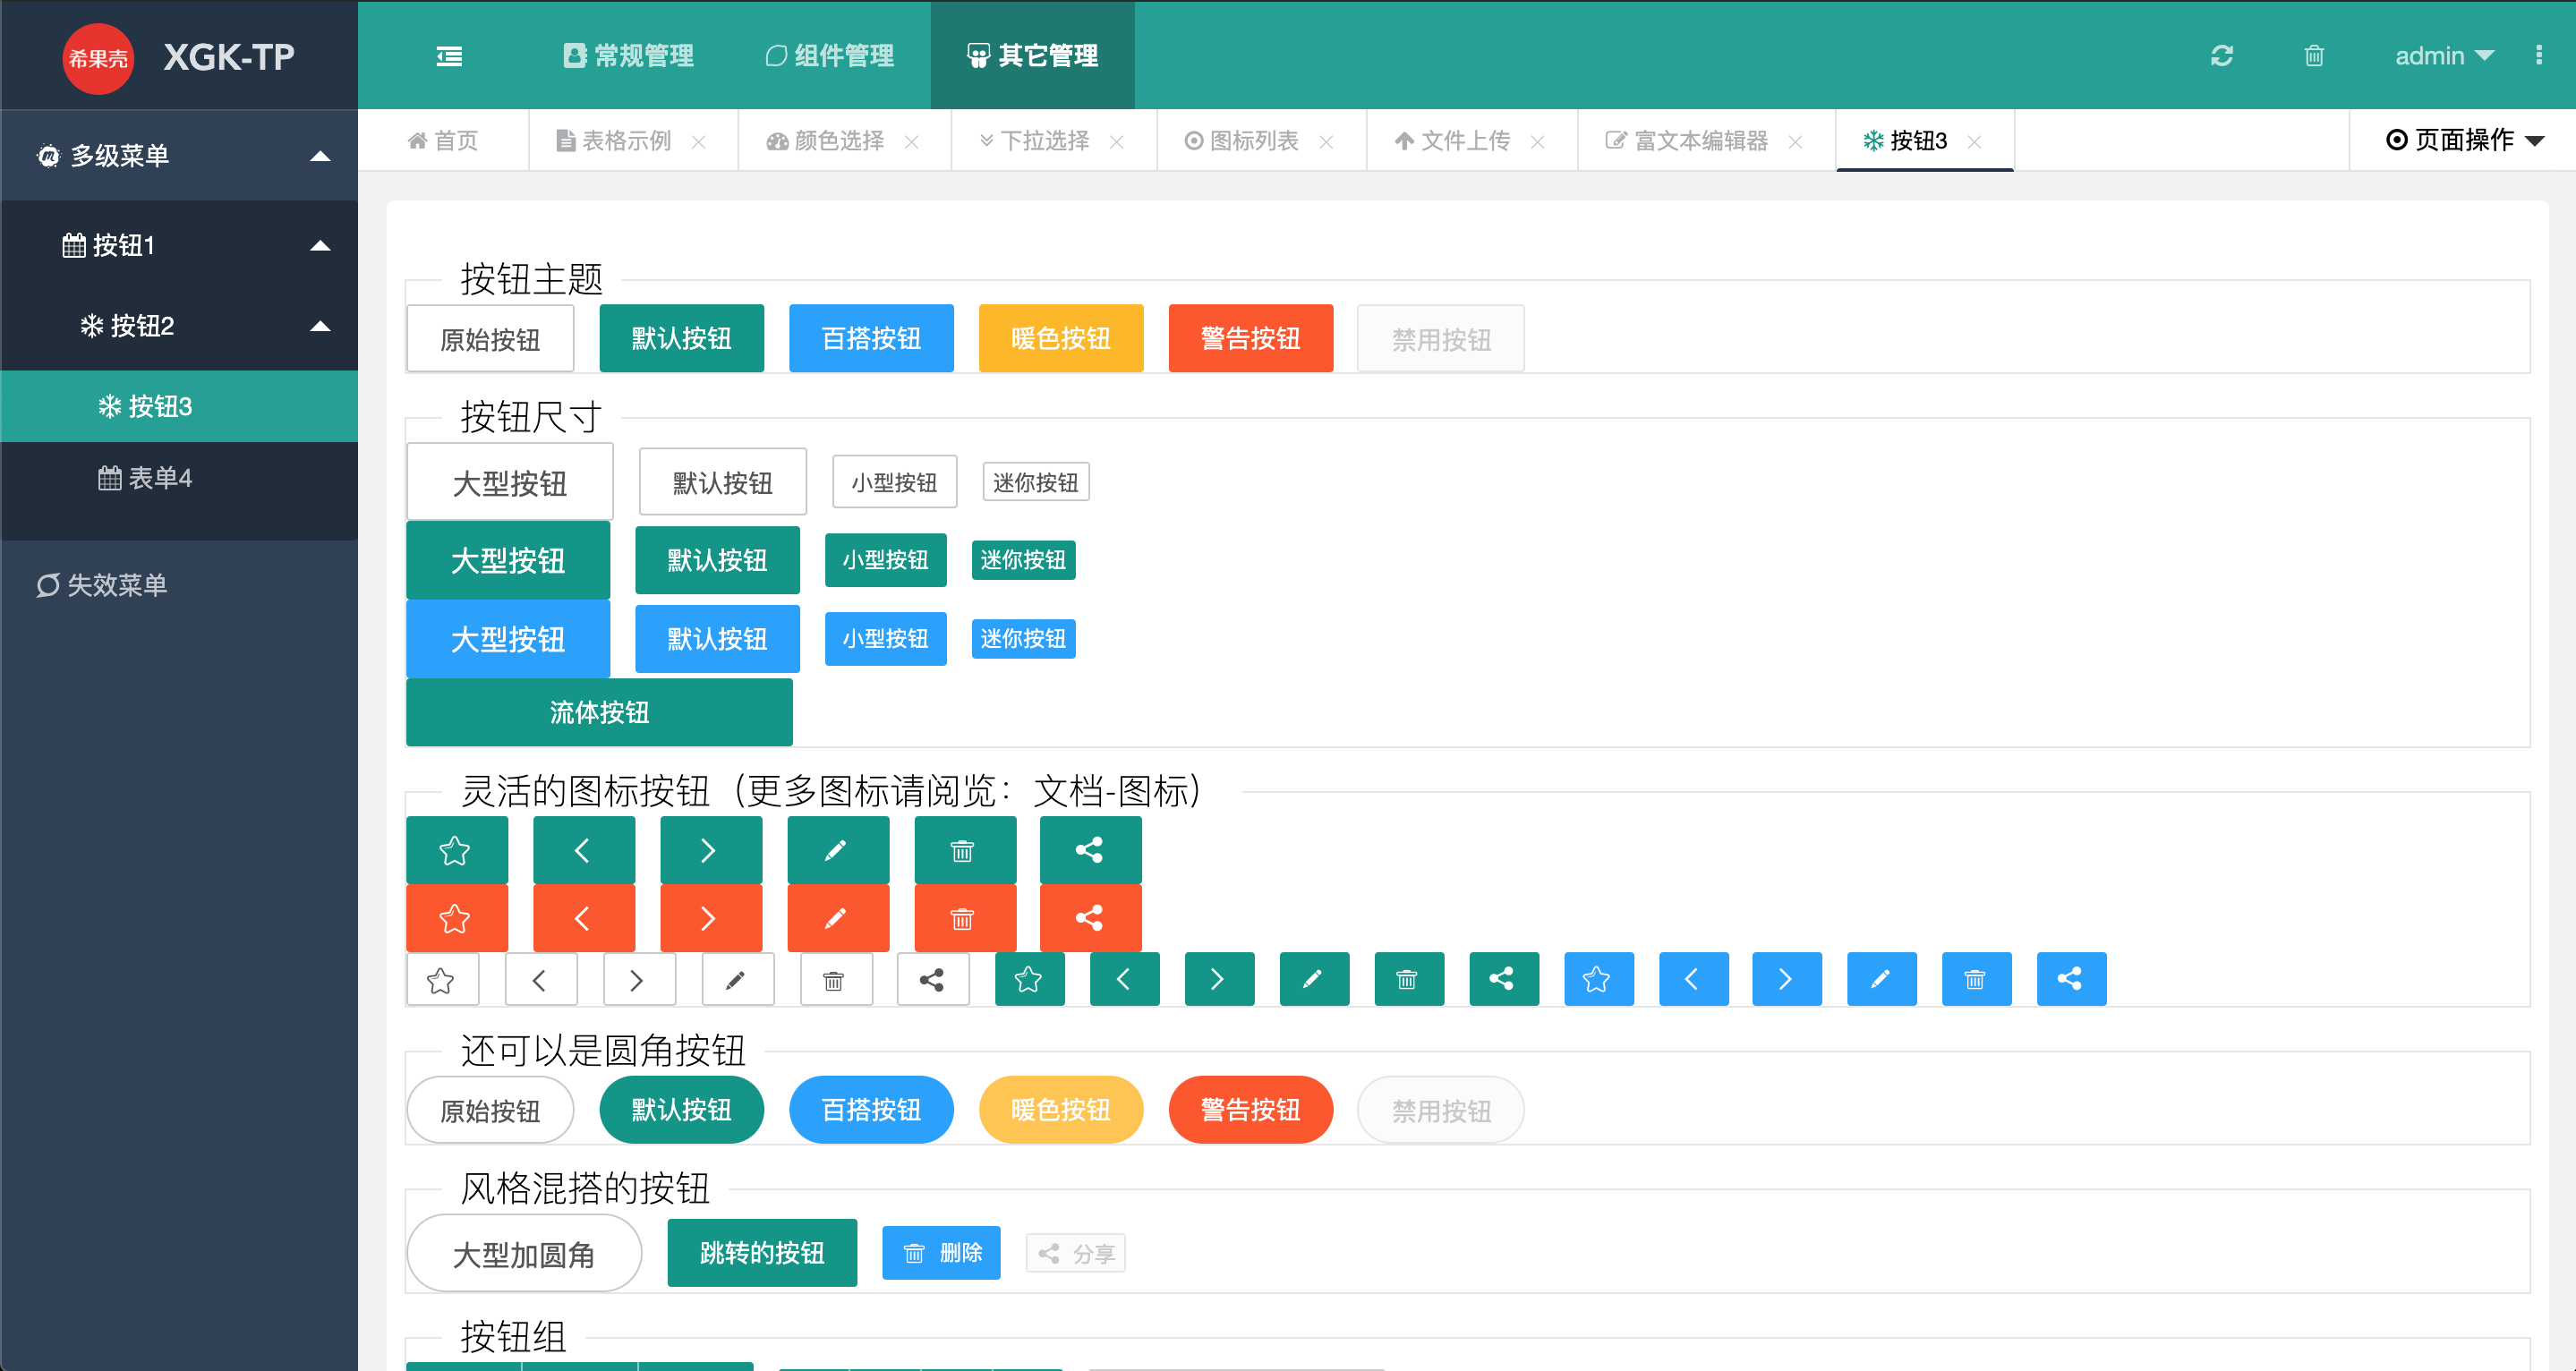 希果壳 XGK-TP 常规管理 组件管理 其它管理 admin
首页 表格示例 颜色选择 下拉选择 图标列表 文件上传 富文本编辑器 按钮3 页面操作
多级菜单
按钮1
按钮2
按钮3
表单4
失效菜单
按钮主题
原始按钮 默认按钮 百搭按钮 暖色按钮 警告按钮 禁用按钮
按钮尺寸
大型按钮 默认按钮 小型按钮 迷你按钮
大型按钮 默认按钮 小型按钮 迷你按钮
大型按钮 默认按钮 小型按钮 迷你按钮
流体按钮
灵活的图标按钮（更多图标请阅览：文档-图标）
还可以是圆角按钮
原始按钮 默认按钮 百搭按钮 暖色按钮 警告按钮 禁用按钮
风格混搭的按钮
大型加圆角 跳转的按钮 删除 分享
按钮组